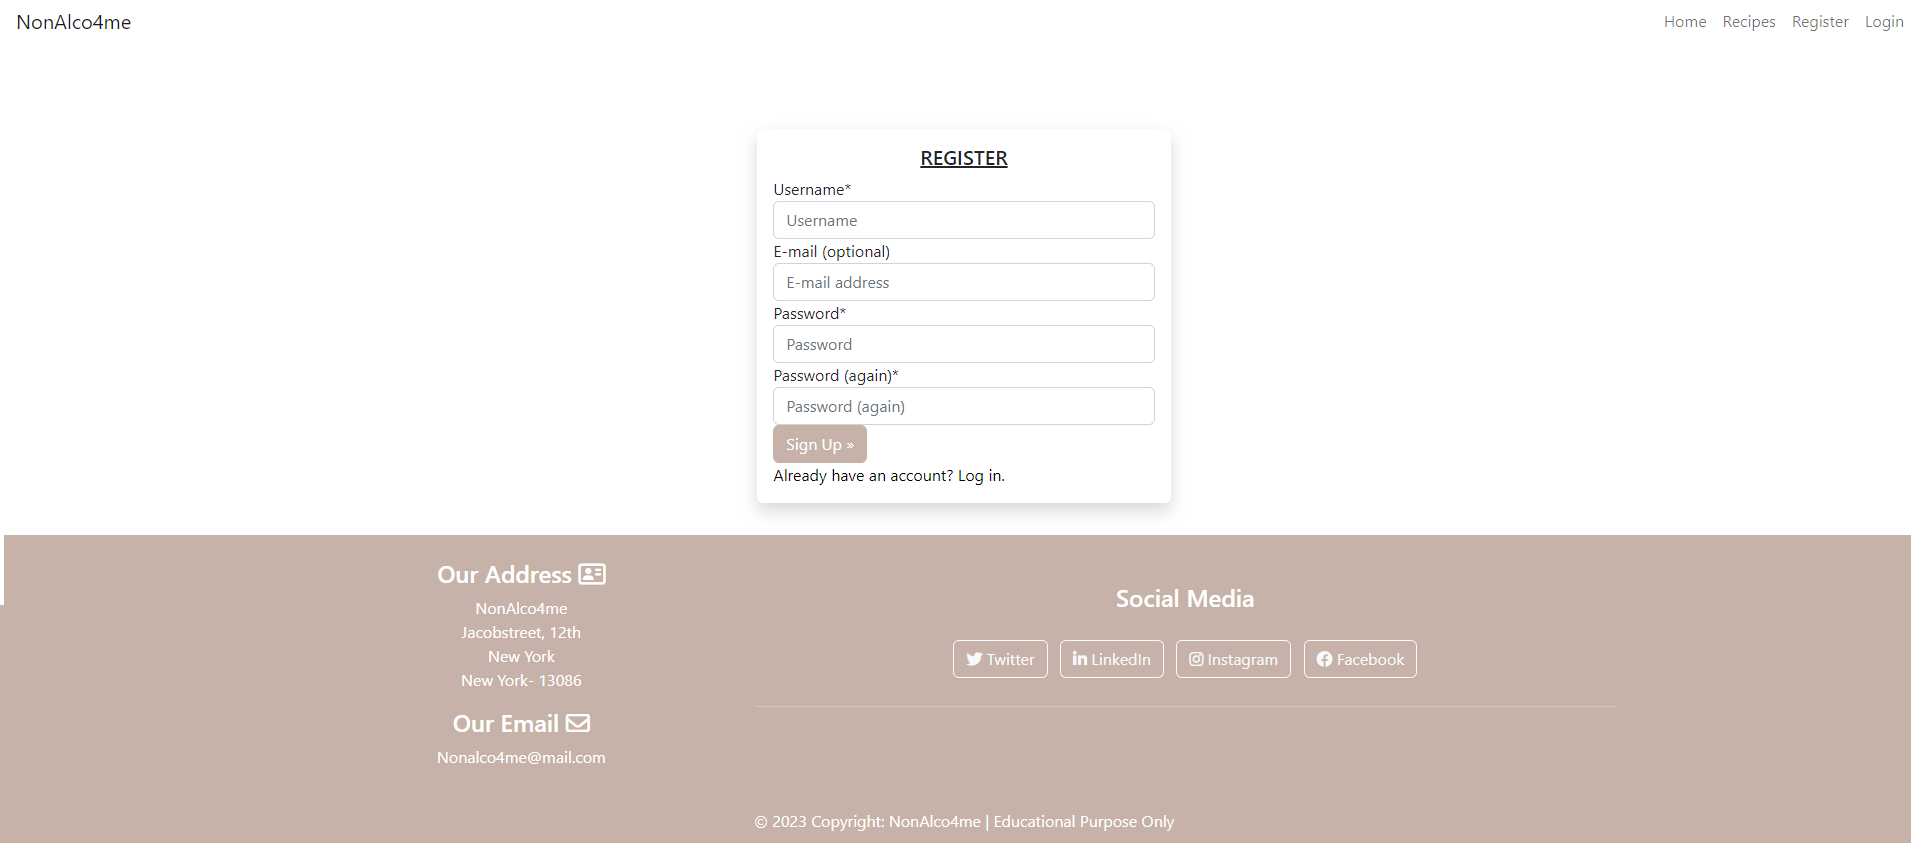 NonAlco4me
Home Recipes Register Login
REGISTER
Username*
Username
E-mail (optional)
E-mail address
Password*
Password
Password (again)*
Password (again)
Sign Up »
Already have an account? Log in.
Our Address
NonAlco4me
Jacobstreet, 12th
New York
New York- 13086
Our Email
Nonalco4me@mail.com
Social Media
Twitter LinkedIn Instagram Facebook
© 2023 Copyright: NonAlco4me | Educational Purpose Only